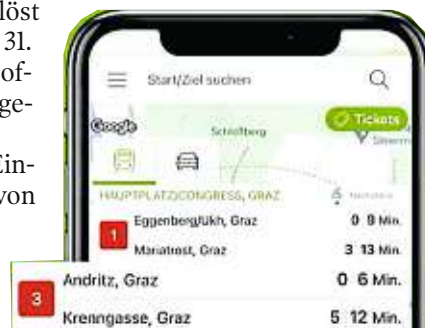 löst
31.
of-
ge-
Ein-
von
Start/Ziel suchen
Google
Schloßberg
Tickets
HAUPTPLATZ/CONGRESS, GRAZ
1
Eggenberg/Ukh, Graz 0 9 Min.
Mariatrost, Graz 3 13 Min.
3
Andritz, Graz 0 6 Min.
Krenngasse, Graz 5 12 Min.